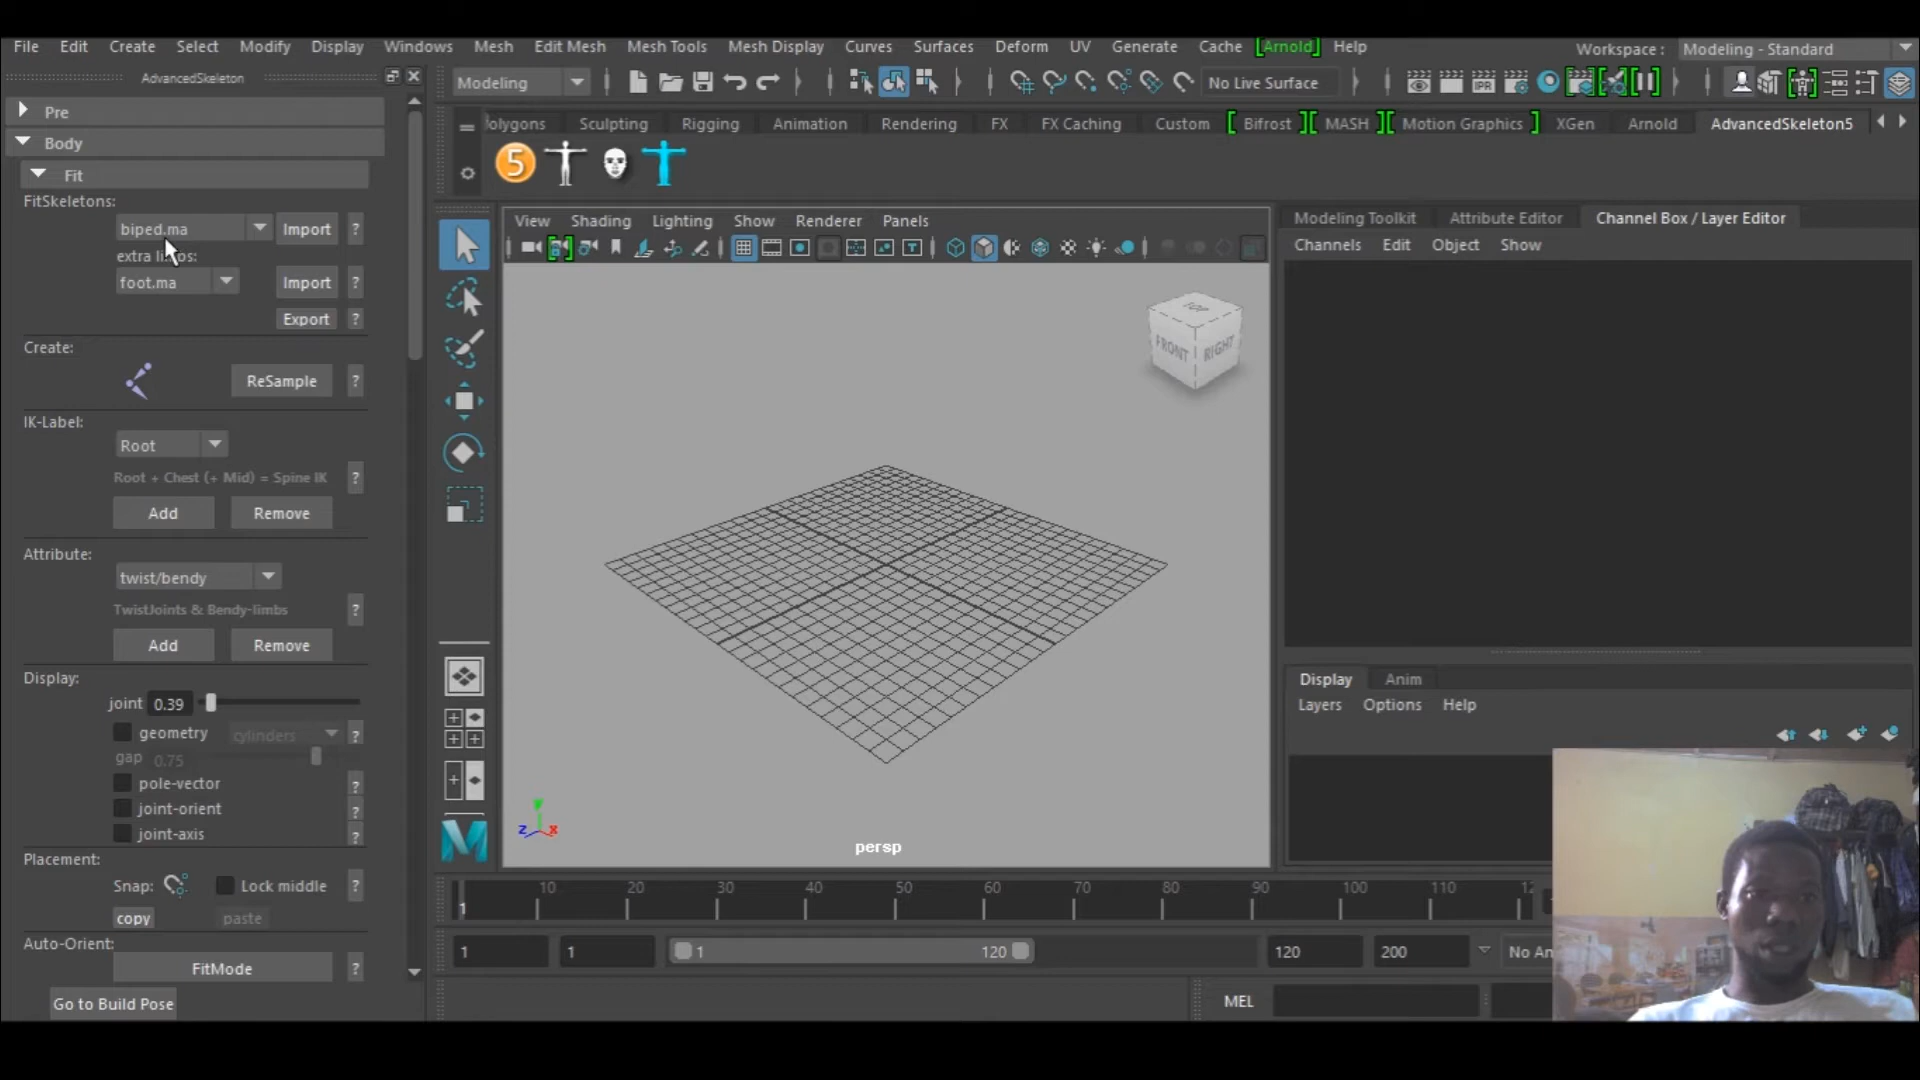 File Edit Create Select Modify Display Windows Mesh Edit Mesh Mesh Tools Mesh Display Curves Surfaces Deform UV Generate Cache [Arnold] Help
Workspace : Modeling - Standard
AdvancedSkeleton
Modeling
No Live Surface
IPR
Pre
Body
Fit
FitSkeletons:
biped.ma Import ?
extra
foot.ma Import ?
Export ?
Create:
ReSample ?
IK-Label:
Root
Root + Chest (+ Mid) = Spine IK ?
Add Remove
Attribute:
twist/bendy
TwistJoints & Bendy-limbs ?
Add Remove
Display:
joint 0.39
geometry cylinders ?
gap 0.75
pole-vector ?
joint-orient ?
joint-axis ?
Placement:
Snap: Lock middle ?
copy paste
Auto-Orient:
FitMode ?
Go to Build Pose
olygons Sculpting Rigging Animation Rendering FX FX Caching Custom [ Bifrost ][ MASH ][ Motion Graphics ] XGen Arnold AdvancedSkeleton5
5
View Shading Lighting Show Renderer Panels
TOP
FRONT RIGHT
y
z x
persp
M
Modeling Toolkit Attribute Editor Channel Box / Layer Editor
Channels Edit Object Show
Display Anim
Layers Options Help
10 20 30 40 50 60 70 80 90 100 110 12
1
1 1 1 120 120 200 No An
MEL